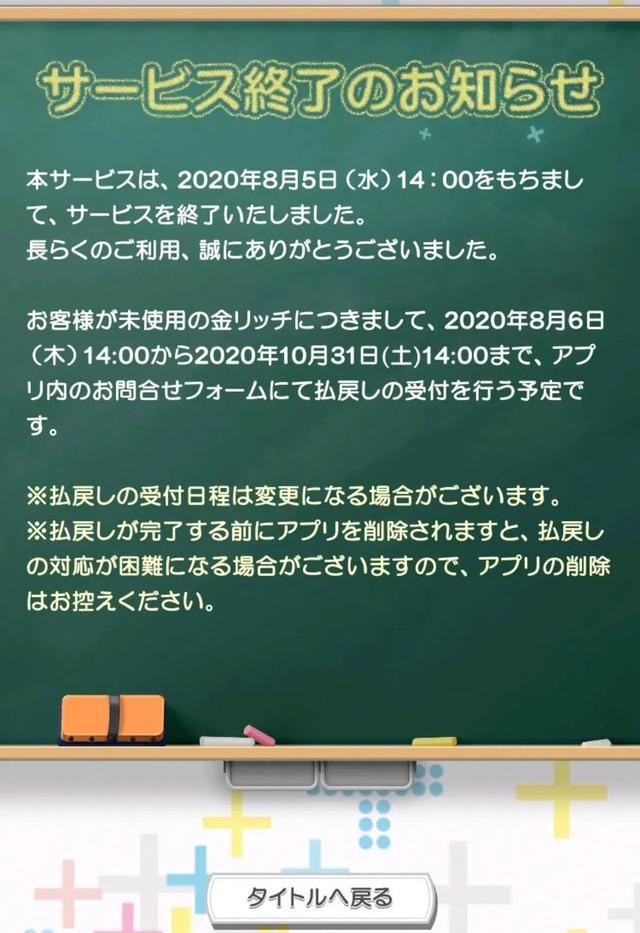 サービス終了のお知らせ
本サービスは、2020年8月5日（水）14：00をもちまし
て、サービスを終了いたしました。
長らくのご利用、誠にありがとうございました。
お客様が未使用の金リッチにつきまして、2020年8月6日
（木）14:00から2020年10月31日(土)14:00まで、アプ
リ内のお問合せフォームにて払戻しの受付を行う予定で
す。
※払戻しの受付日程は変更になる場合がございます。
※払戻しが完了する前にアプリを削除されますと、払戻し
の対応が困難になる場合がございますので、アプリの削除
はお控えください。
タイトルへ戻る